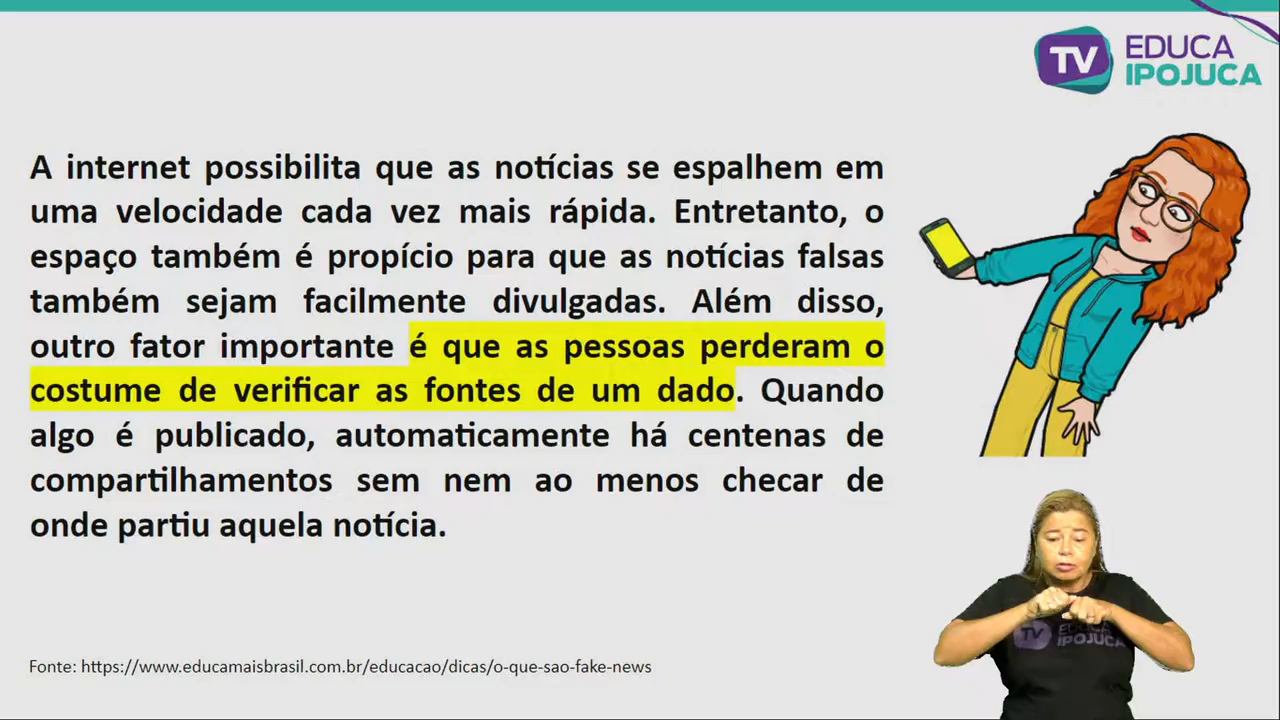 TV EDUCA
IPOJUCA
A internet possibilita que as notícias se espalhem em
uma velocidade cada vez mais rápida. Entretanto, o
espaço também é propício para que as notícias falsas
também sejam facilmente divulgadas. Além disso,
outro fator importante é que as pessoas perderam o
costume de verificar as fontes de um dado. Quando
algo é publicado, automaticamente há centenas de
compartilhamentos sem nem ao menos checar de
onde partiu aquela notícia.
TV EDUCA
IPOJUCA
Fonte: https://www.educamaisbrasil.com.br/educacao/dicas/o-que-sao-fake-news